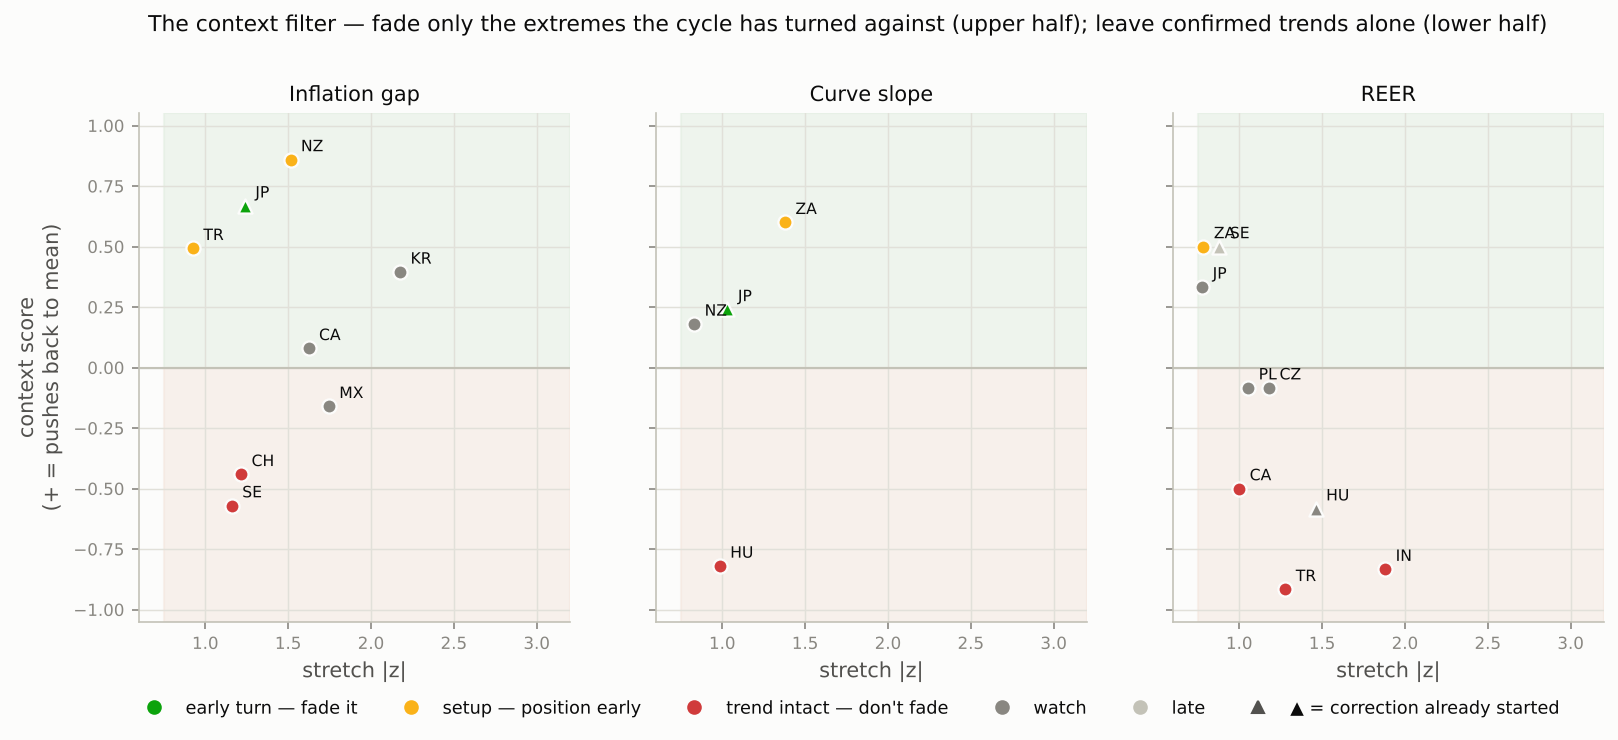 The context filter — fade only the extremes the cycle has turned against (upper half); leave confirmed trends alone (lower half)
Inflation gap
Curve slope
REER
context score
(+ = pushes back to mean)
1.00
0.75
0.50
0.25
0.00
−0.25
−0.50
−0.75
−1.00
NZ
JP
TR
KR
CA
MX
CH
SE
1.0 1.5 2.0 2.5 3.0
stretch |z|
ZA
JP
NZ
HU
1.0 1.5 2.0 2.5 3.0
stretch |z|
ZA
SE
JP
PL
CZ
CA
HU
IN
TR
1.0 1.5 2.0 2.5 3.0
stretch |z|
early turn — fade it
setup — position early
trend intact — don't fade
watch
late
▲ = correction already started